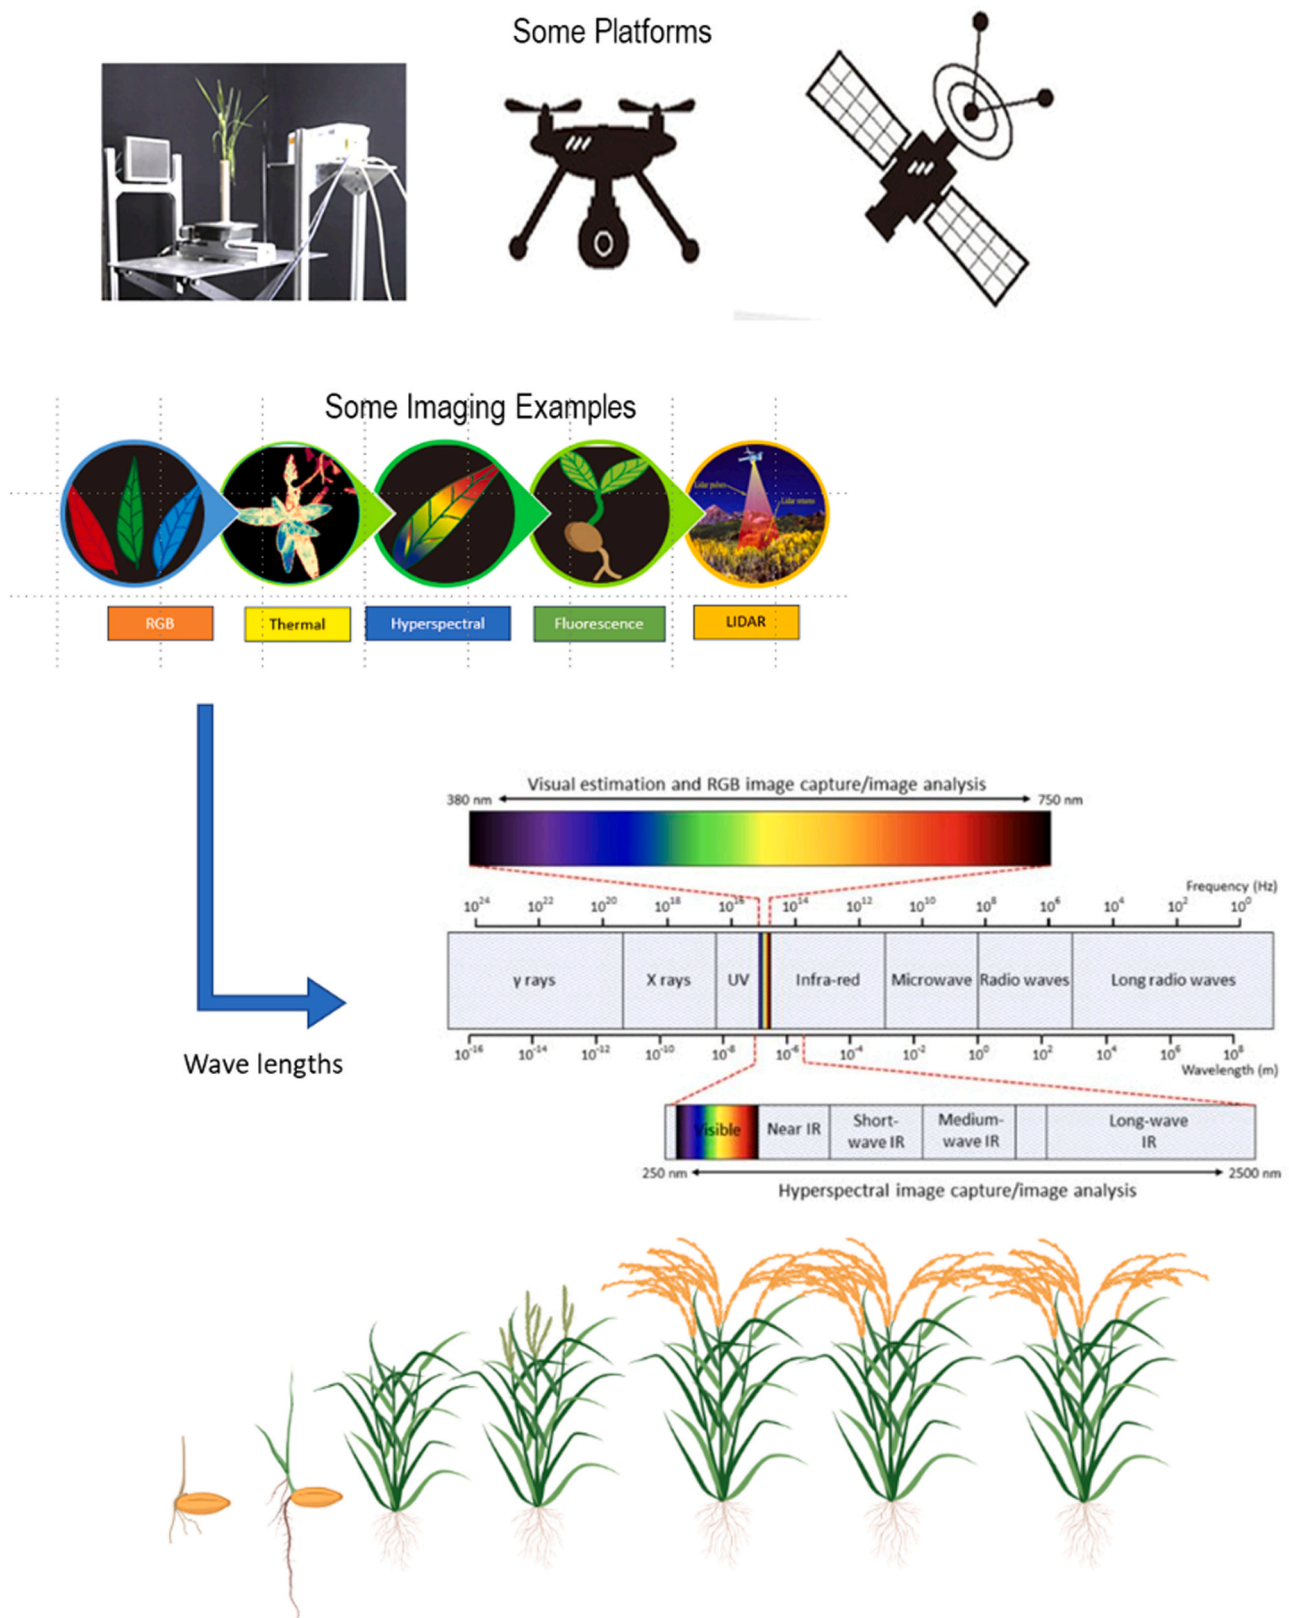 Some Platforms
Some Imaging Examples
Lidar pulses
Lidar returns
RGB
Thermal
Hyperspectral
Fluorescence
LIDAR
Wave lengths
Visual estimation and RGB image capture/image analysis
380 nm
750 nm
Frequency (Hz)
10²⁴ 10²² 10²⁰ 10¹⁸ 10¹⁶ 10¹⁴ 10¹² 10¹⁰ 10⁸ 10⁶ 10⁴ 10² 10⁰
γ rays X rays UV Infra-red Microwave Radio waves Long radio waves
10⁻¹⁶ 10⁻¹⁴ 10⁻¹² 10⁻¹⁰ 10⁻⁸ 10⁻⁶ 10⁻⁴ 10⁻² 10⁰ 10² 10⁴ 10⁶ 10⁸
Wavelength (m)
Visible
Near IR
Short-
wave IR
Medium-
wave IR
Long-wave
IR
250 nm
2500 nm
Hyperspectral image capture/image analysis